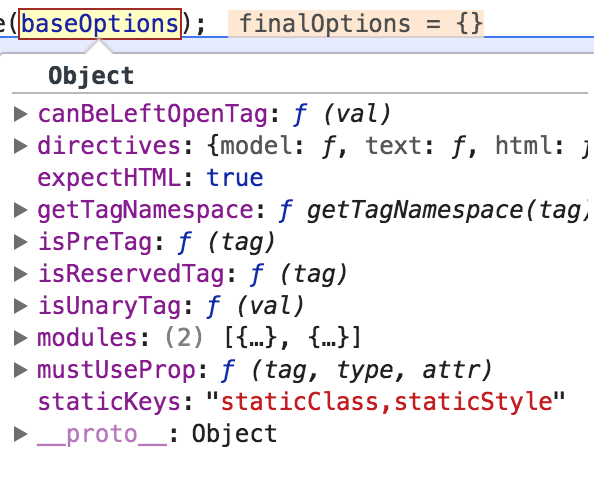 e(baseOptions); finalOptions = {}
Object
canBeLeftOpenTag: ƒ (val)
directives: {model: ƒ, text: ƒ, html: ƒ
expectHTML: true
getTagNamespace: ƒ getTagNamespace(tag)
isPreTag: ƒ (tag)
isReservedTag: ƒ (tag)
isUnaryTag: ƒ (val)
modules: (2) [{…}, {…}]
mustUseProp: ƒ (tag, type, attr)
staticKeys: "staticClass,staticStyle"
__proto__: Object